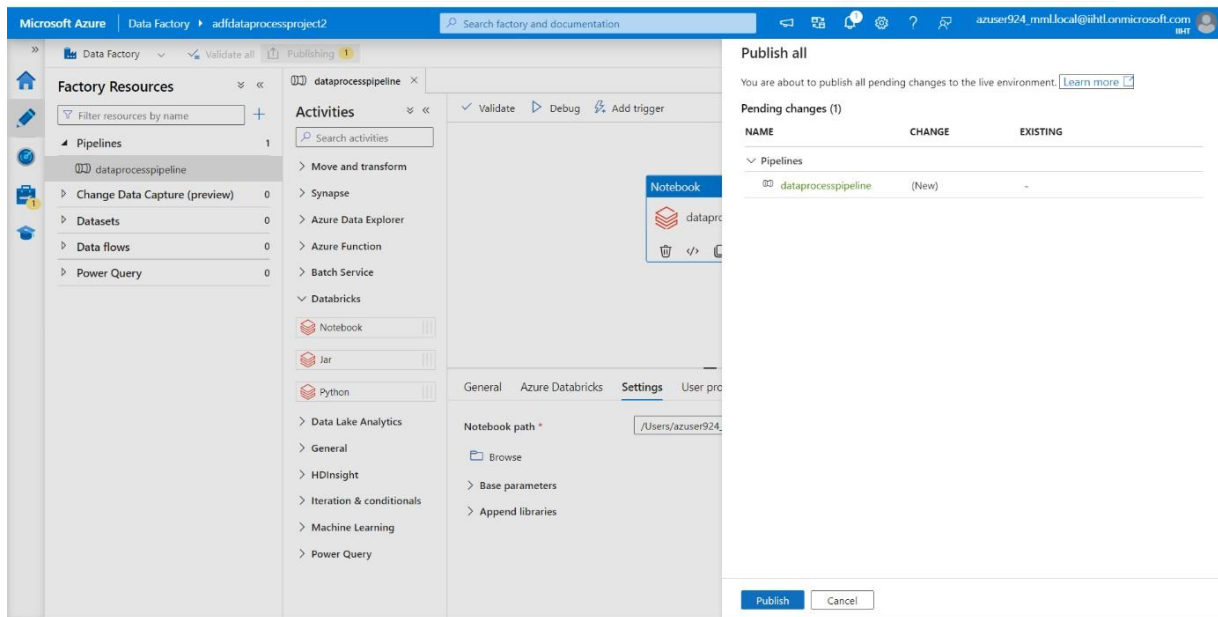 Microsoft Azure Data Factory adfdataprocessproject2 Search factory and documentation 1 azuser924_mml.local@iihtl.onmicrosoft.com
IIHT
Data Factory Validate all Publishing 1
Factory Resources
Filter resources by name
Pipelines 1
dataprocesspipeline
Change Data Capture (preview) 0
Datasets 0
Data flows 0
Power Query 0
1
dataprocesspipeline
Activities
Search activities
Move and transform
Synapse
Azure Data Explorer
Azure Function
Batch Service
Databricks
Notebook
Jar
Python
Data Lake Analytics
General
HDInsight
Iteration & conditionals
Machine Learning
Power Query
Validate Debug Add trigger
Notebook
datapro
General Azure Databricks Settings User pro
Notebook path * /Users/azuser924_
Browse
Base parameters
Append libraries
Publish all
You are about to publish all pending changes to the live environment. Learn more
Pending changes (1)
NAME CHANGE EXISTING
Pipelines
dataprocesspipeline (New) -
Publish Cancel